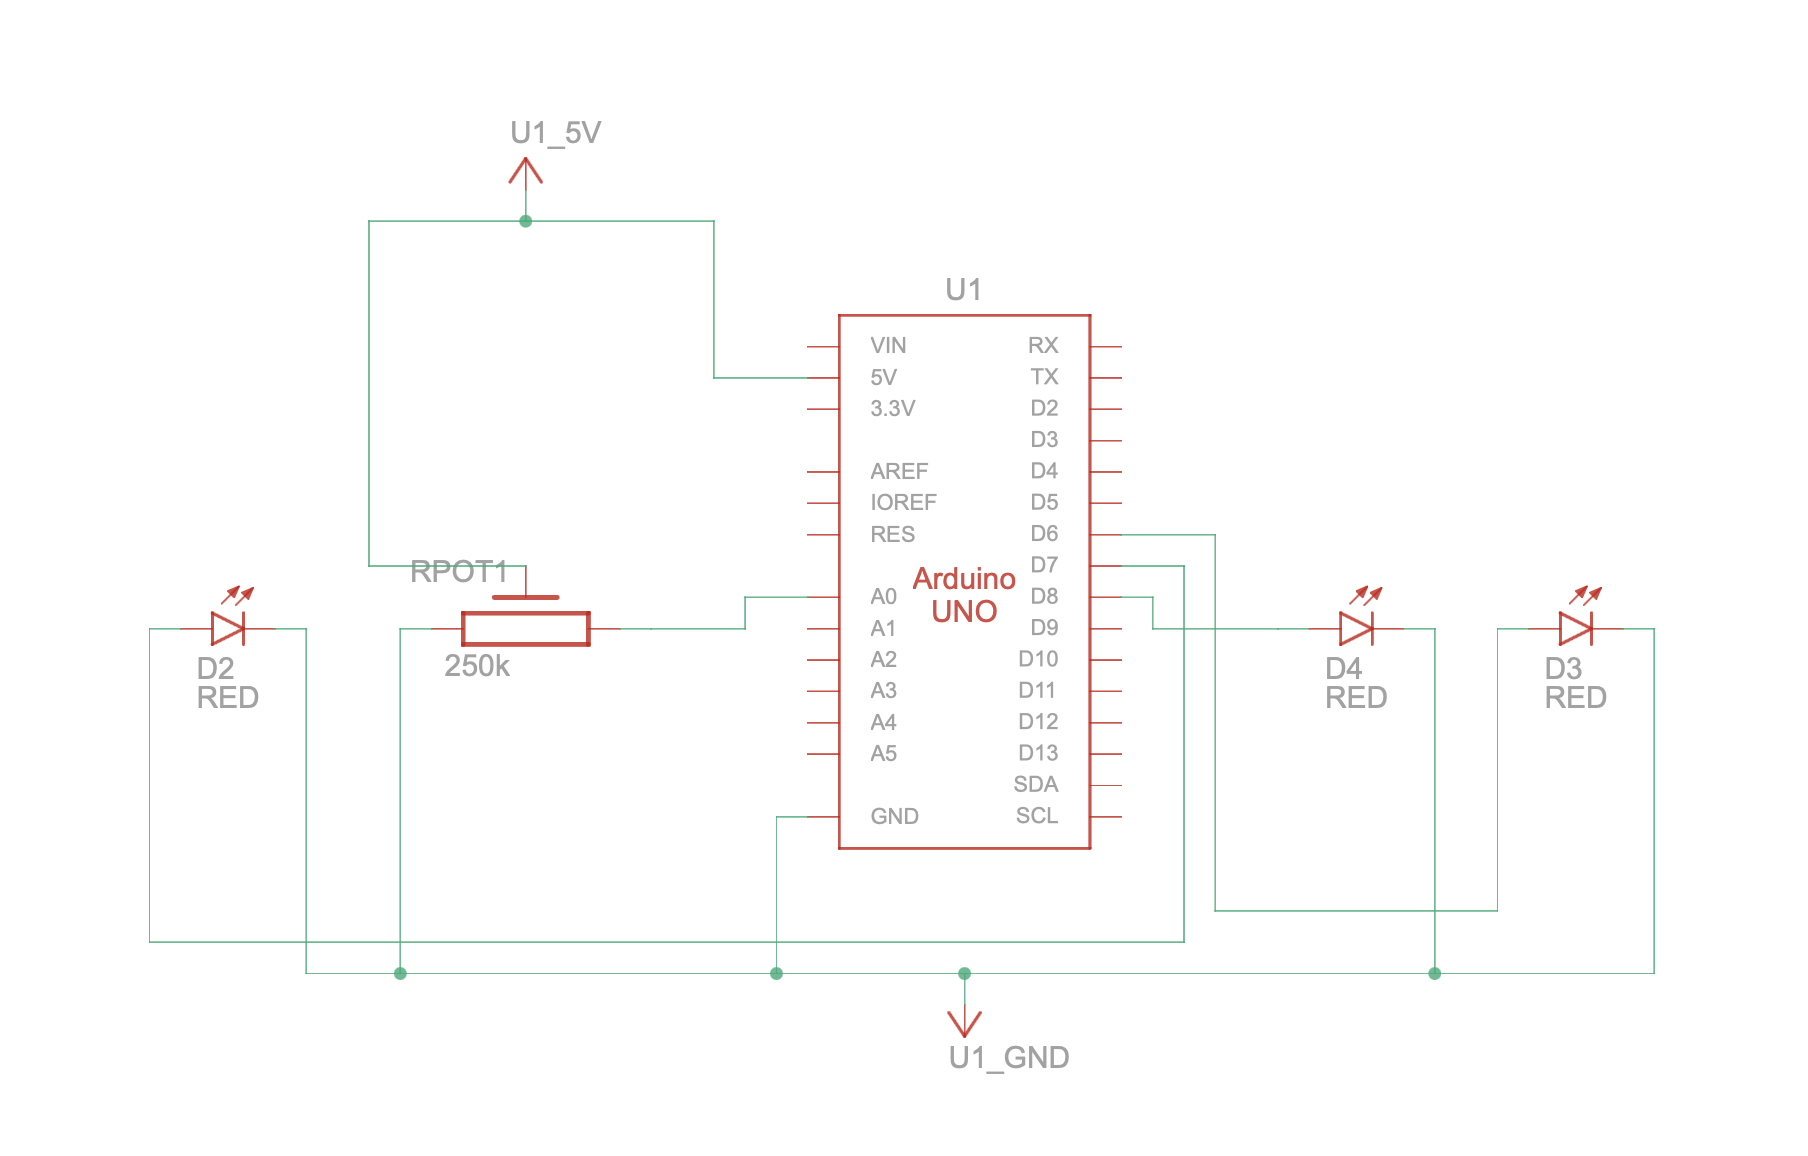 U1_5V
U1
VIN
5V
3.3V
AREF
IOREF
RES
A0
A1
A2
A3
A4
A5
GND
Arduino
UNO
RX
TX
D2
D3
D4
D5
D6
D7
D8
D9
D10
D11
D12
D13
SDA
SCL
RPOT1
250k
D2
RED
D4
RED
D3
RED
U1_GND